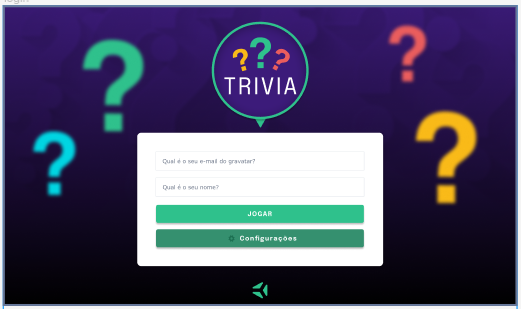 login
???
TRIVIA
Qual é o seu e-mail do gravatar?
Qual é o seu nome?
JOGAR
Configurações